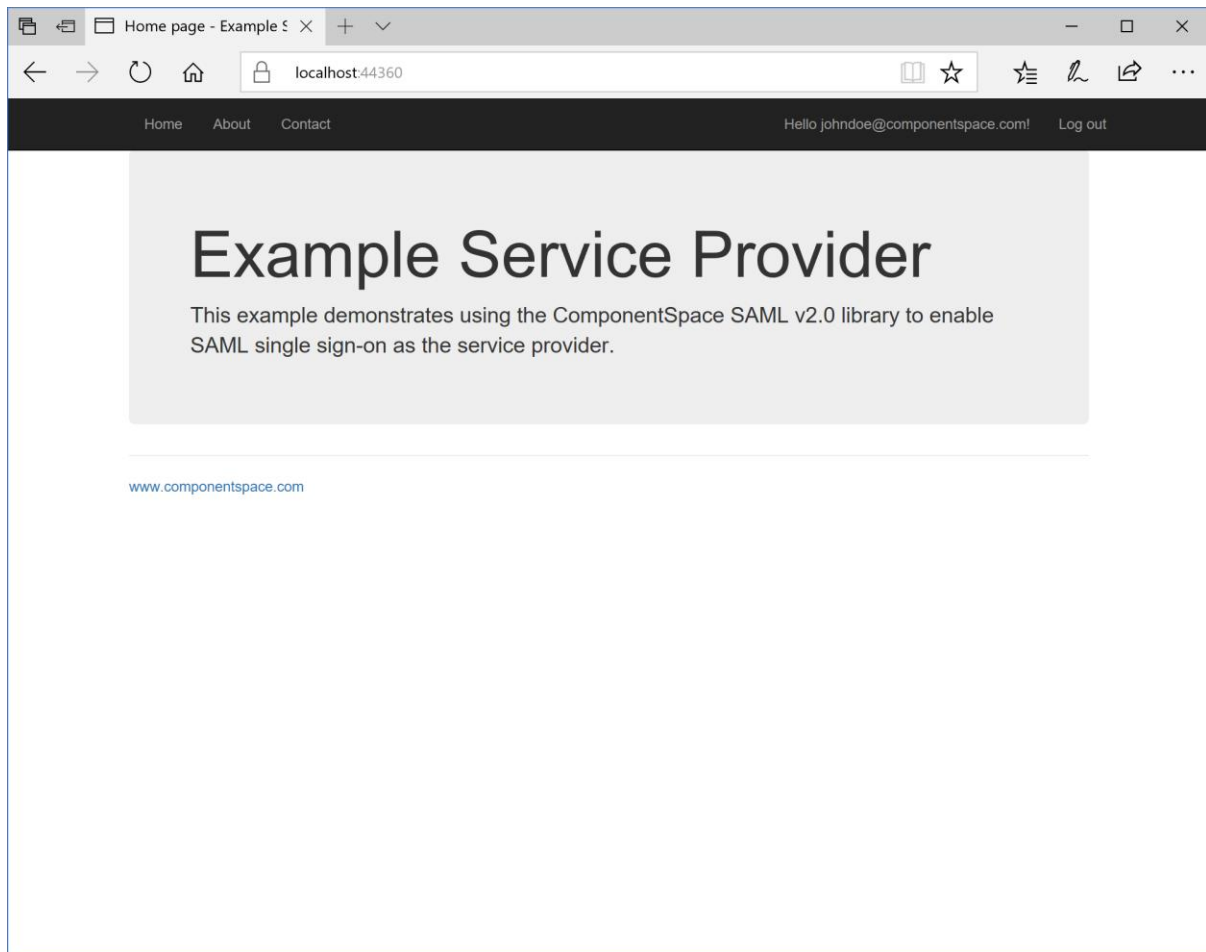 Home page - Example S
localhost:44360
Home About Contact Hello johndoe@componentspace.com! Log out
Example Service Provider
This example demonstrates using the ComponentSpace SAML v2.0 library to enable
SAML single sign-on as the service provider.
www.componentspace.com